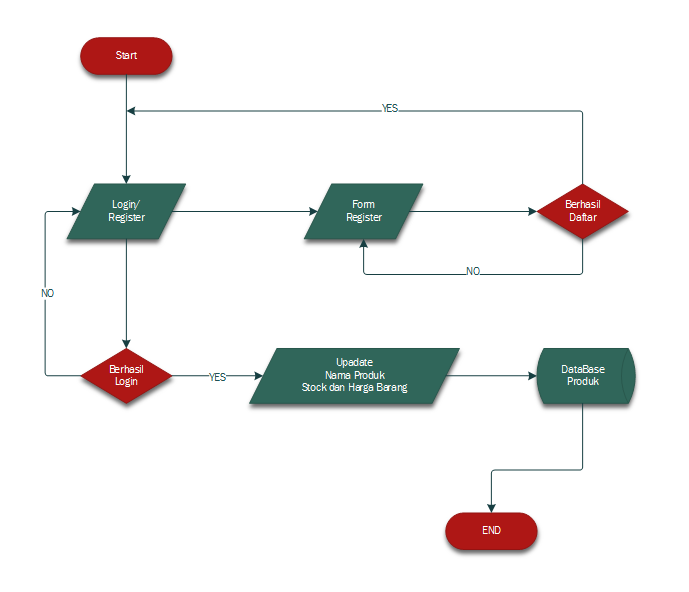 Start
YES
Login/
Register
Form
Register
Berhasil
Daftar
NO
NO
Berhasil
Login
YES
Upadate
Nama Produk
Stock dan Harga Barang
DataBase
Produk
END